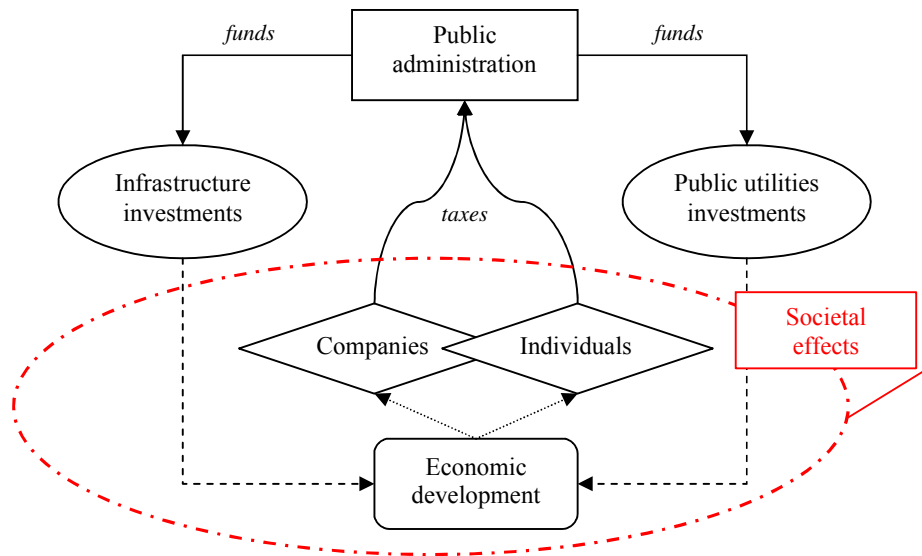 funds
Public
administration
funds
Infrastructure
investments
Public utilities
investments
taxes
Companies
Individuals
Societal
effects
Economic
development